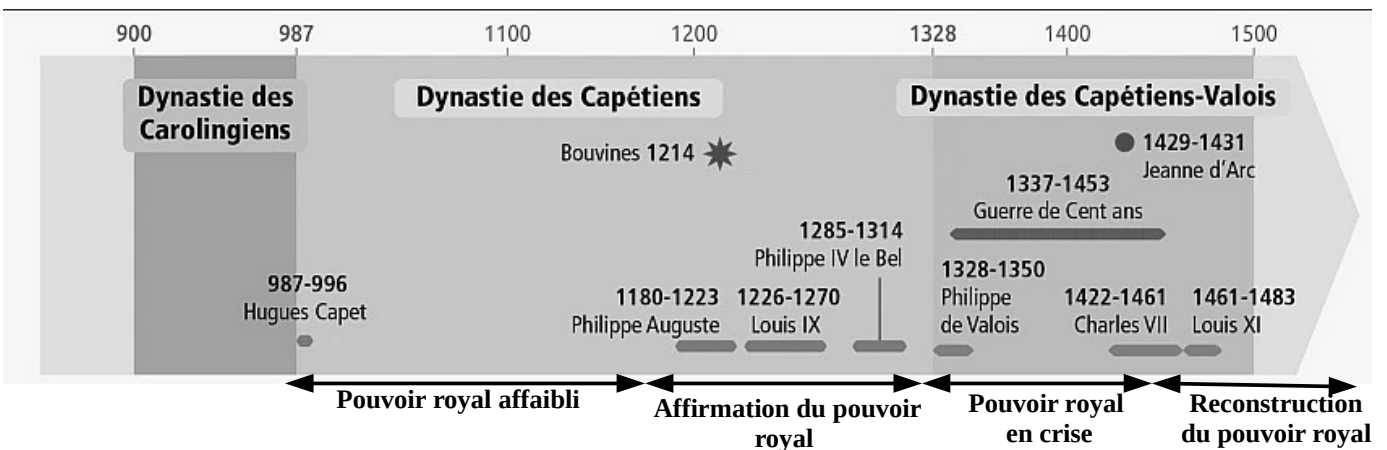 900 987 1100 1200 1328 1400 1500
Dynastie des
Carolingiens
Dynastie des Capétiens
Dynastie des Capétiens-Valois
Bouvines 1214
1429-1431
Jeanne d'Arc
1337-1453
Guerre de Cent ans
1285-1314
Philippe IV le Bel
987-996
Hugues Capet
1180-1223
Philippe Auguste
1226-1270
Louis IX
1328-1350
Philippe
de Valois
1422-1461
Charles VII
1461-1483
Louis XI
Pouvoir royal affaibli
Affirmation du pouvoir
royal
Pouvoir royal
en crise
Reconstruction
du pouvoir royal